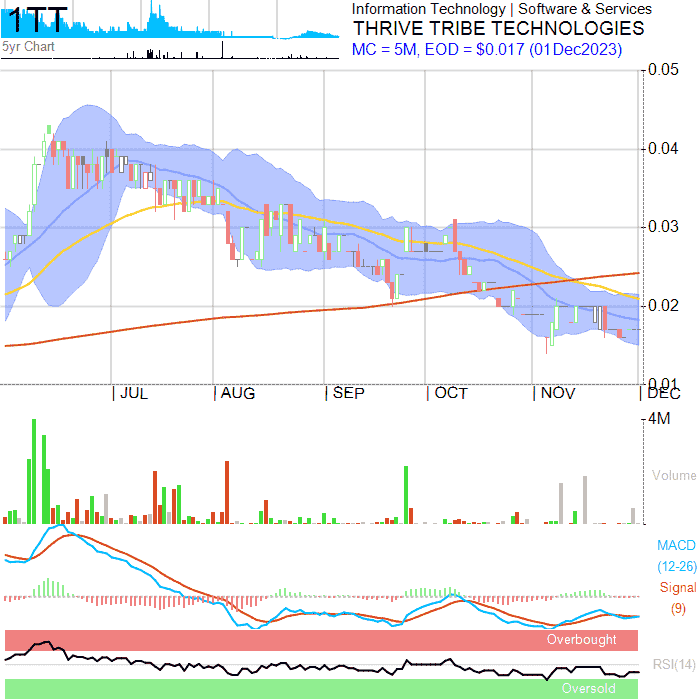 1TT
5yr Chart
Information Technology | Software & Services
THRIVE TRIBE TECHNOLOGIES
MC = 5M, EOD = $0.017 (01Dec2023)
0.05
0.04
0.03
0.02
0.01
JUL AUG SEP OCT NOV DEC
4M
Volume
MACD
(12-26)
Signal
(9)
Overbought
RSI(14)
Oversold